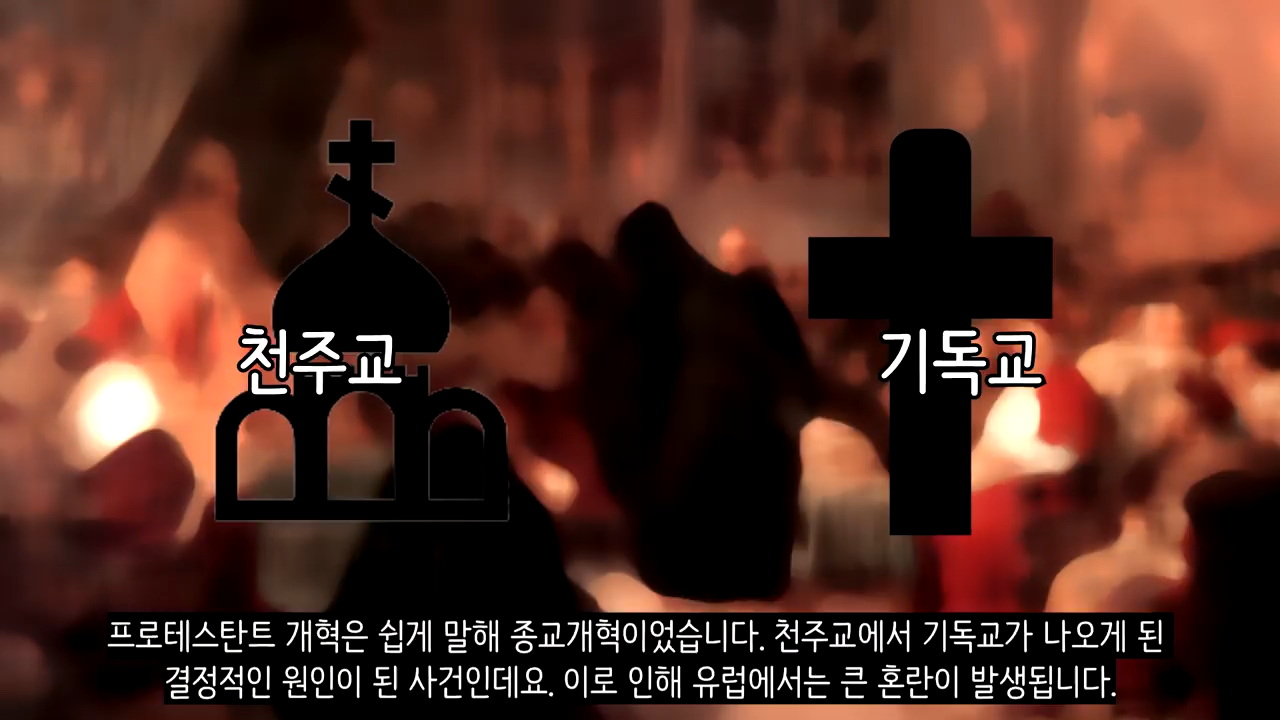 천주교
기독교
프로테스탄트 개혁은 쉽게 말해 종교개혁이었습니다. 천주교에서 기독교가 나오게 된
결정적인 원인이 된 사건인데요. 이로 인해 유럽에서는 큰 혼란이 발생됩니다.